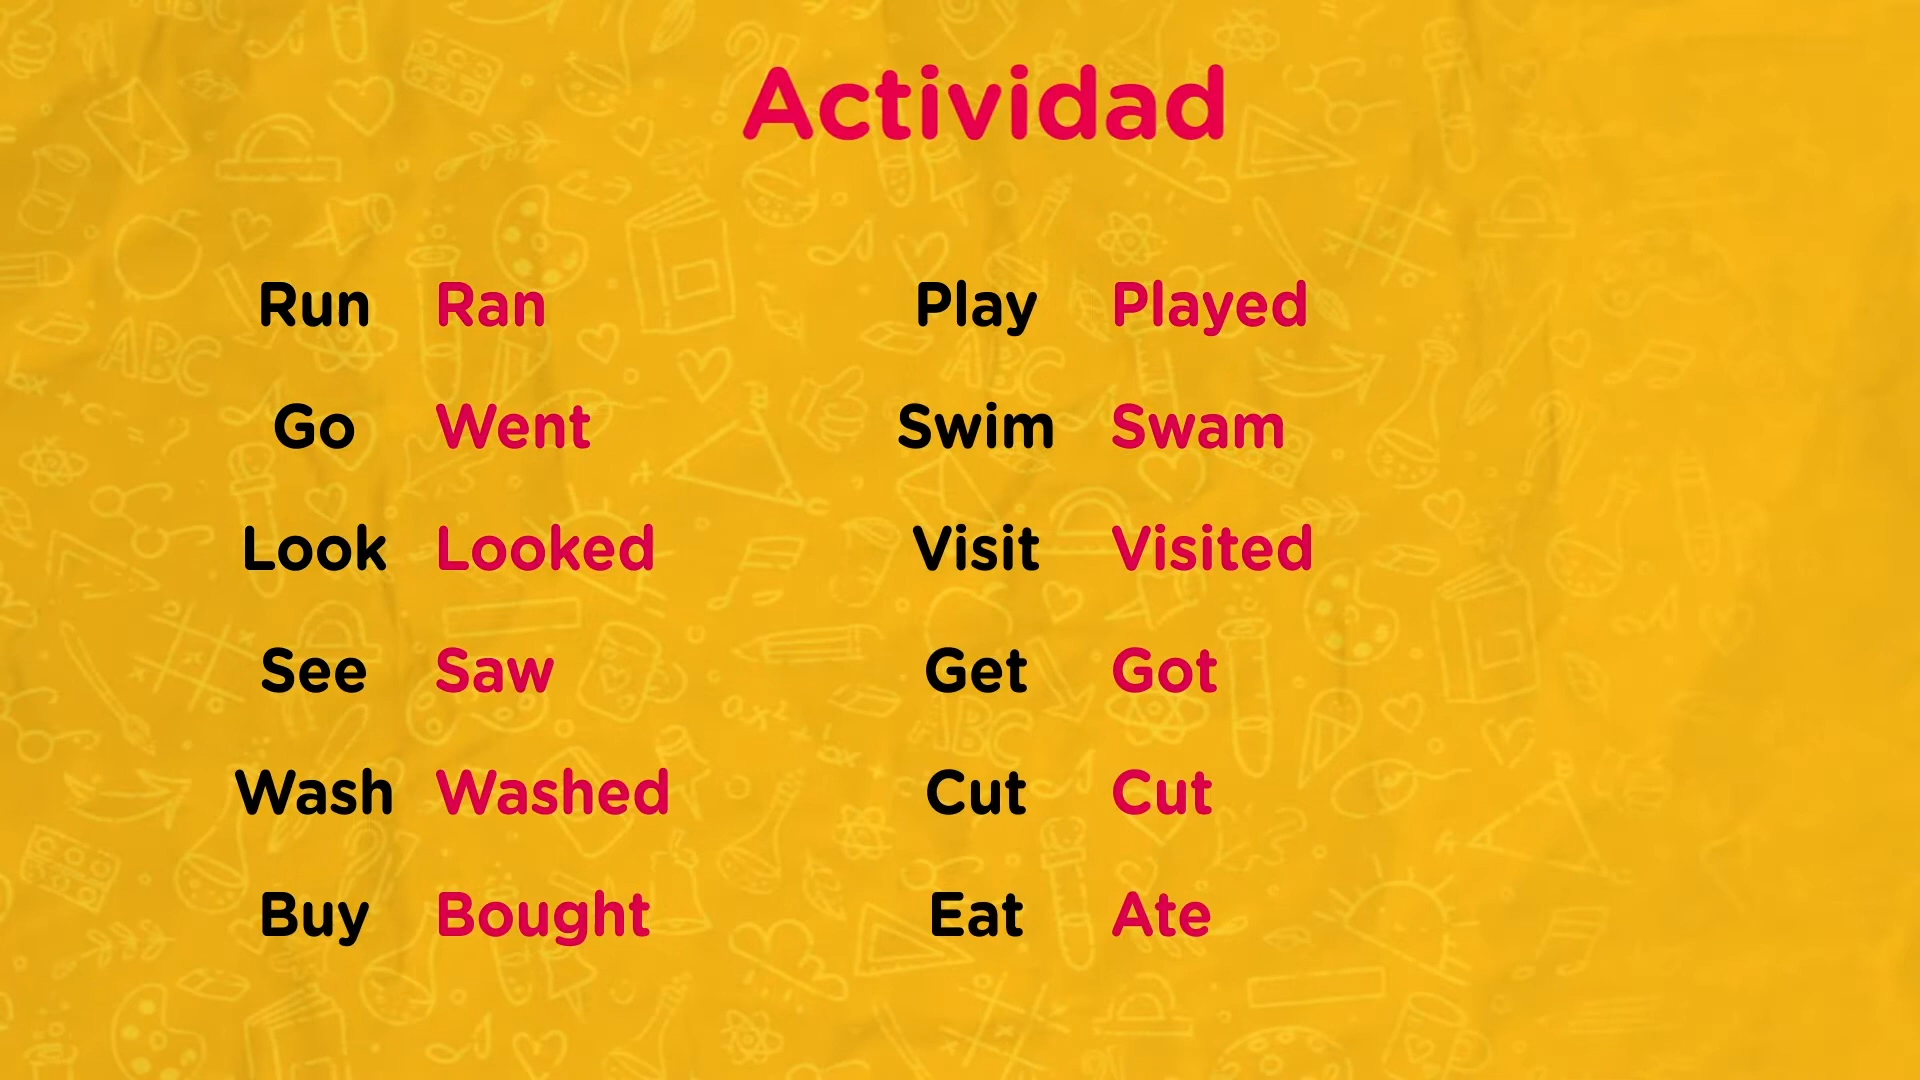 Actividad
Run Ran Play Played
Go Went Swim Swam
Look Looked Visit Visited
See Saw Get Got
Wash Washed Cut Cut
Buy Bought Eat Ate